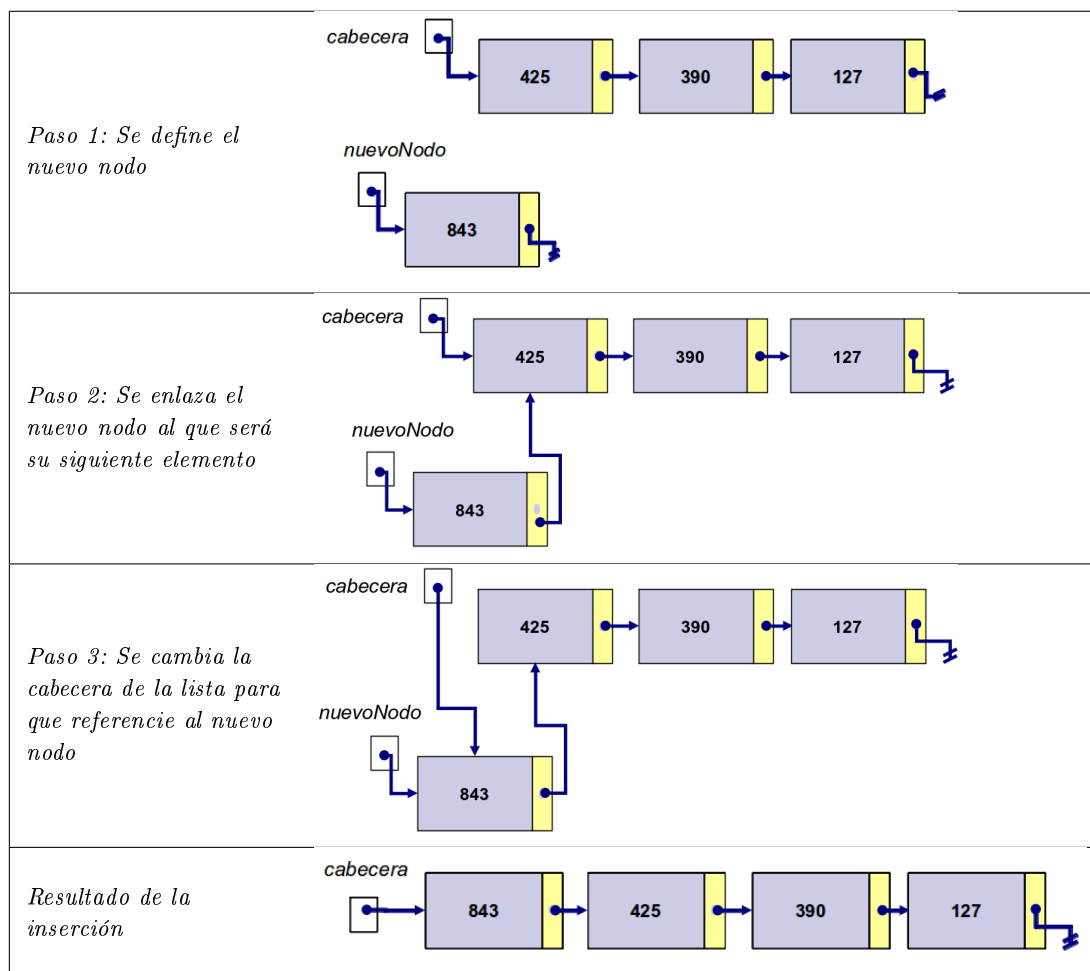 cabecera
425 390 127
Paso 1: Se define el
nuevo nodo
nuevoNodo
843
cabecera
425 390 127
Paso 2: Se enlaza el
nuevo nodo al que será
su siguiente elemento
nuevoNodo
843
cabecera
425 390 127
Paso 3: Se cambia la
cabecera de la lista para
que referencie al nuevo
nodo
nuevoNodo
843
cabecera
Resultado de la
inserción
843 425 390 127